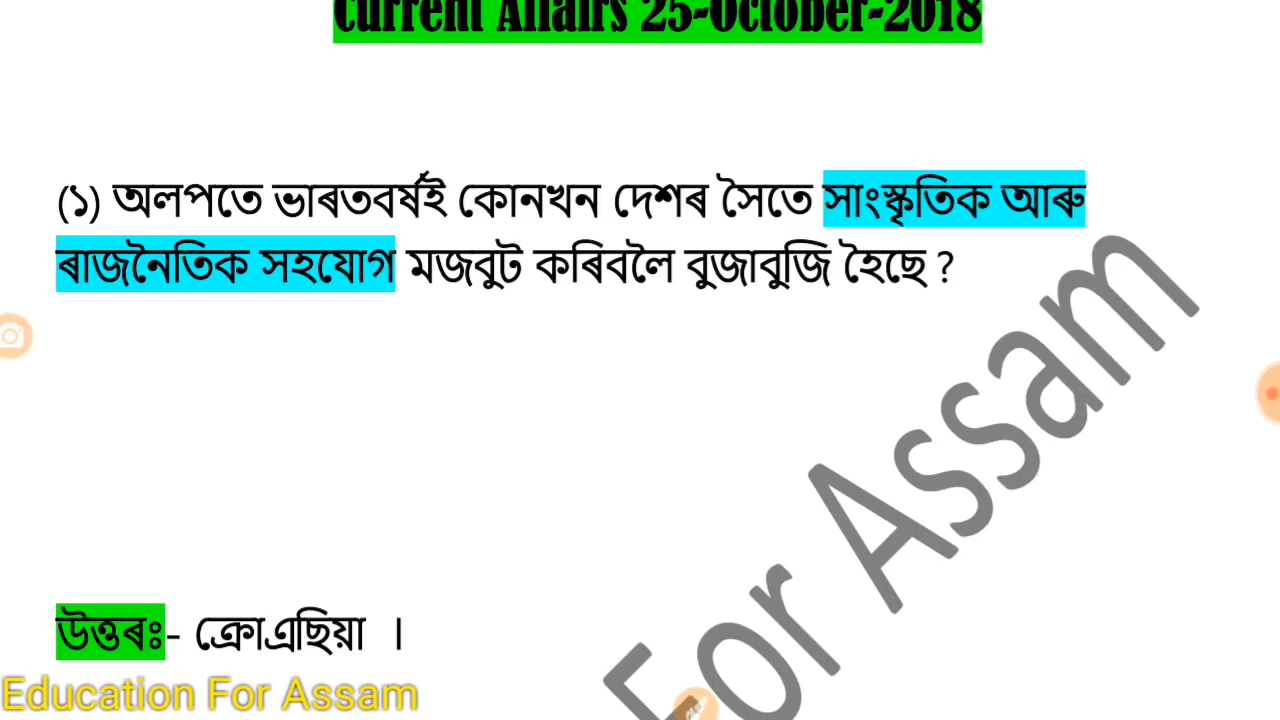 Current Affairs 25-October-2018
(১) অলপতে ভাৰতবৰ্ষই কোনখন দেশৰ সৈতে সাংস্কৃতিক আৰু
ৰাজনৈতিক সহযোগ মজবুট কৰিবলৈ বুজাবুজি হৈছে ?
উত্তৰঃ- ক্ৰোএছিয়া ।
Education For Assam
For Assam